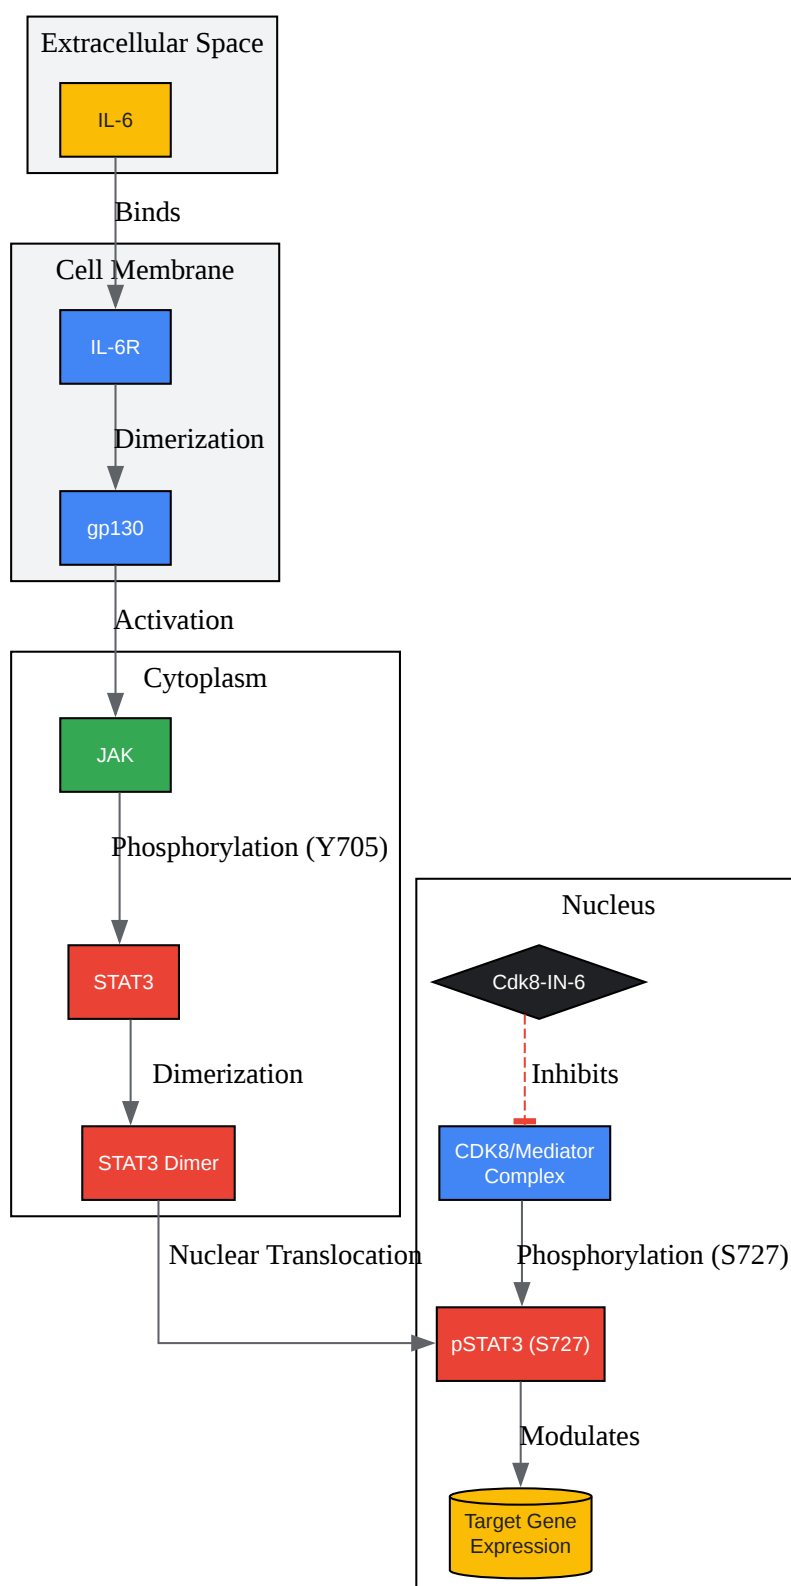 Extracellular Space
IL-6
Binds
Cell Membrane
IL-6R
Dimerization
gp130
Activation
Cytoplasm
JAK
Phosphorylation (Y705)
Nucleus
STAT3
Cdk8-IN-6
Dimerization
Inhibits
STAT3 Dimer
CDK8/Mediator
Complex
Nuclear Translocation
Phosphorylation (S727)
pSTAT3 (S727)
Modulates
Target Gene
Expression